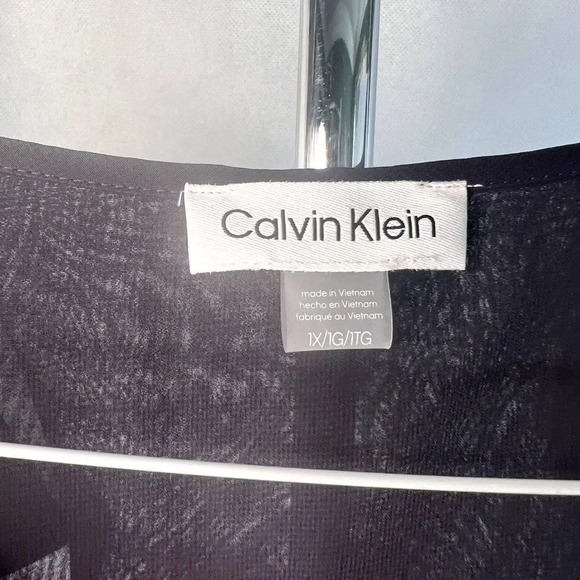 Calvin Klein
made in Vietnam
hecho en Vietnam
fabriqué au Vietnam
1X/1G/1TG